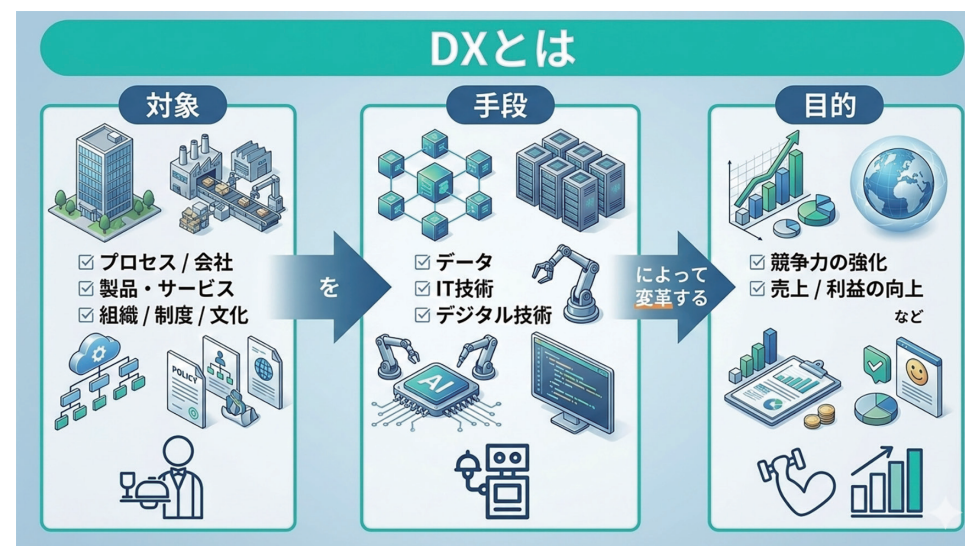 DXとは
対象
プロセス / 会社
製品・サービス
組織 / 制度 / 文化
POLICY
を
手段
データ
IT技術
デジタル技術
AI
によって
変革する
目的
競争力の強化
売上 / 利益の向上
など